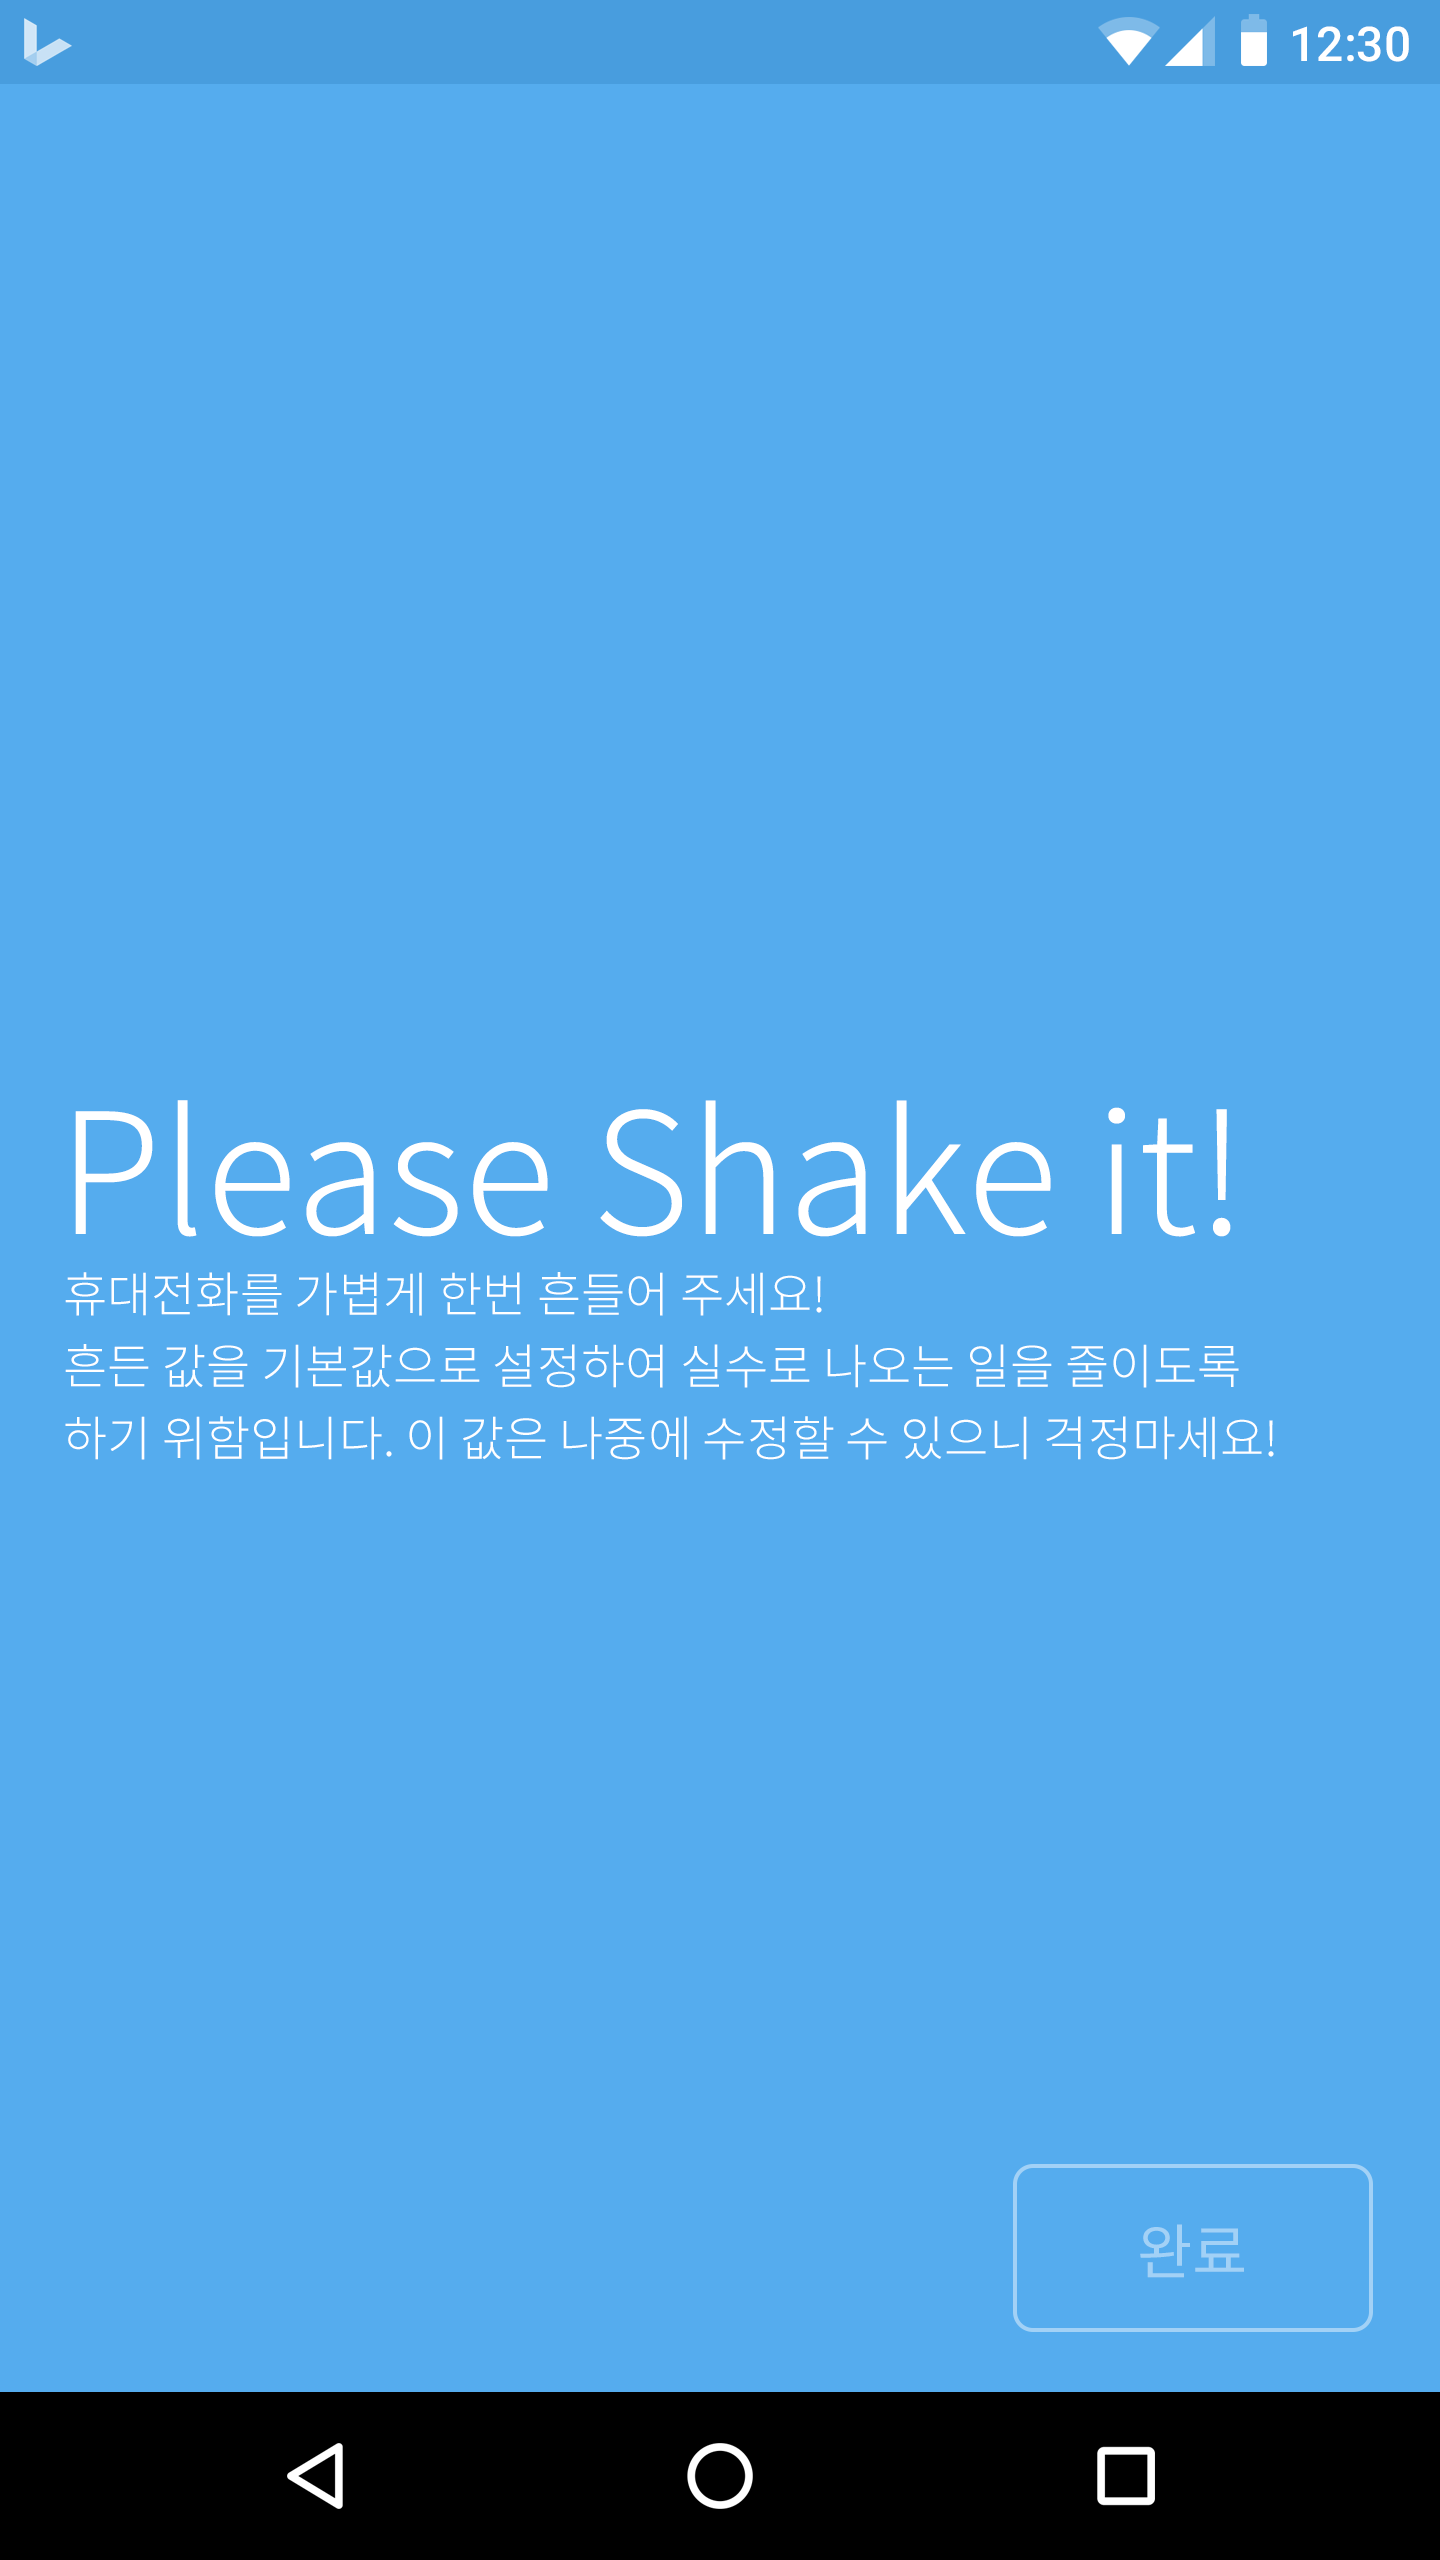 12:30
Please Shake it!
휴대전화를 가볍게 한번 흔들어 주세요!
흔든 값을 기본값으로 설정하여 실수로 나오는 일을 줄이도록
하기 위함입니다. 이 값은 나중에 수정할 수 있으니 걱정마세요!
완료